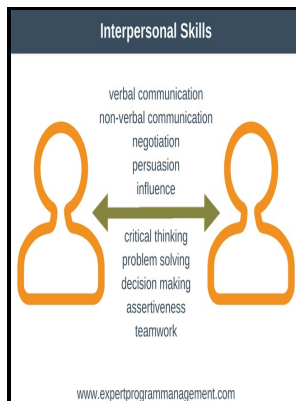 Interpersonal Skills
verbal communication
non-verbal communication
negotiation
persuasion
influence
critical thinking
problem solving
decision making
assertiveness
teamwork
www.expertprogrammanagement.com